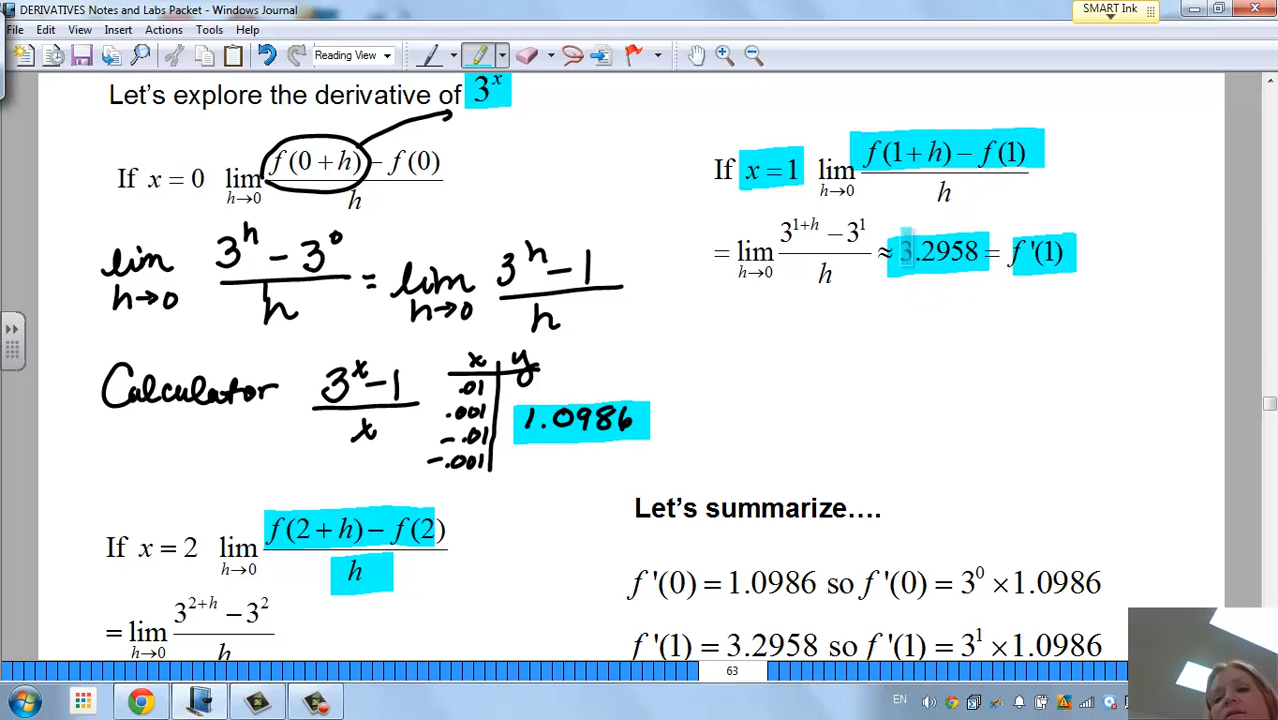 DERIVATIVES Notes and Labs Packet - Windows Journal
SMART Ink
File Edit View Insert Actions Tools Help
Reading View
Let's explore the derivative of 3^x
If x = 0 lim h→0 (f(0 + h) − f(0)) / h
lim h→0 (3^h − 3^0) / h = lim h→0 (3^h − 1) / h
Calculator (3^x − 1) / x
x y
.01
.001
−.01
−.001
1.0986
If x = 1 lim h→0 (f(1 + h) − f(1)) / h
= lim h→0 (3^(1+h) − 3^1) / h ≈ 3.2958 = f '(1)
If x = 2 lim h→0 (f(2 + h) − f(2)) / h
= lim h→0 (3^(2+h) − 3^2) / h
Let's summarize….
f '(0) = 1.0986 so f '(0) = 3^0 × 1.0986
f '(1) = 3.2958 so f '(1) = 3^1 × 1.0986
63
EN